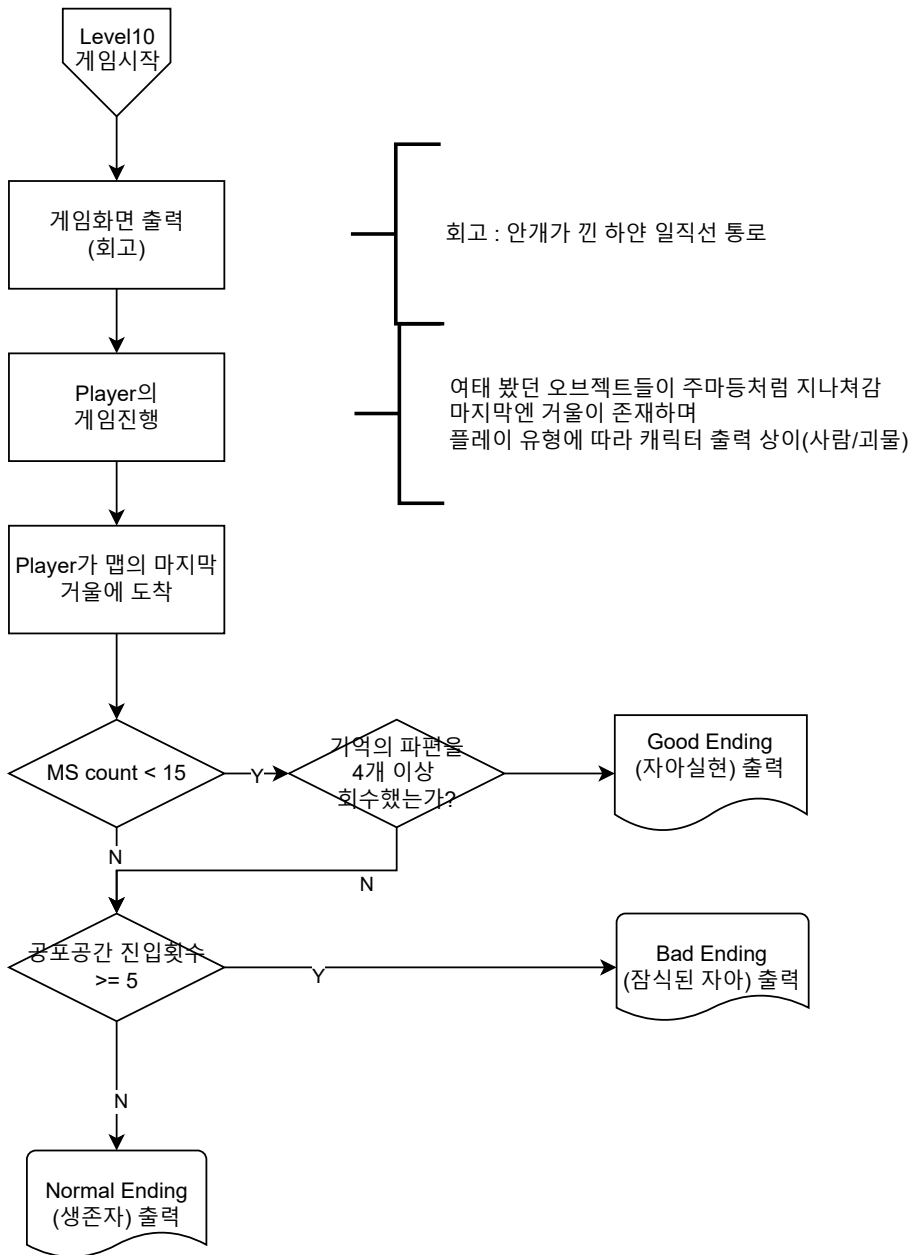 Level10
게임시작
게임화면 출력
(회고)
회고 : 안개가 낀 하얀 일직선 통로
Player의
게임진행
여태 봤던 오브젝트들이 주마등처럼 지나쳐감
마지막엔 거울이 존재하며
플레이 유형에 따라 캐릭터 출력 상이(사람/괴물)
Player가 맵의 마지막
거울에 도착
MS count < 15
Y
기억의 파편을
4개 이상
회수했는가?
Good Ending
(자아실현) 출력
N
N
공포공간 진입횟수
>= 5
Y
Bad Ending
(잠식된 자아) 출력
N
Normal Ending
(생존자) 출력